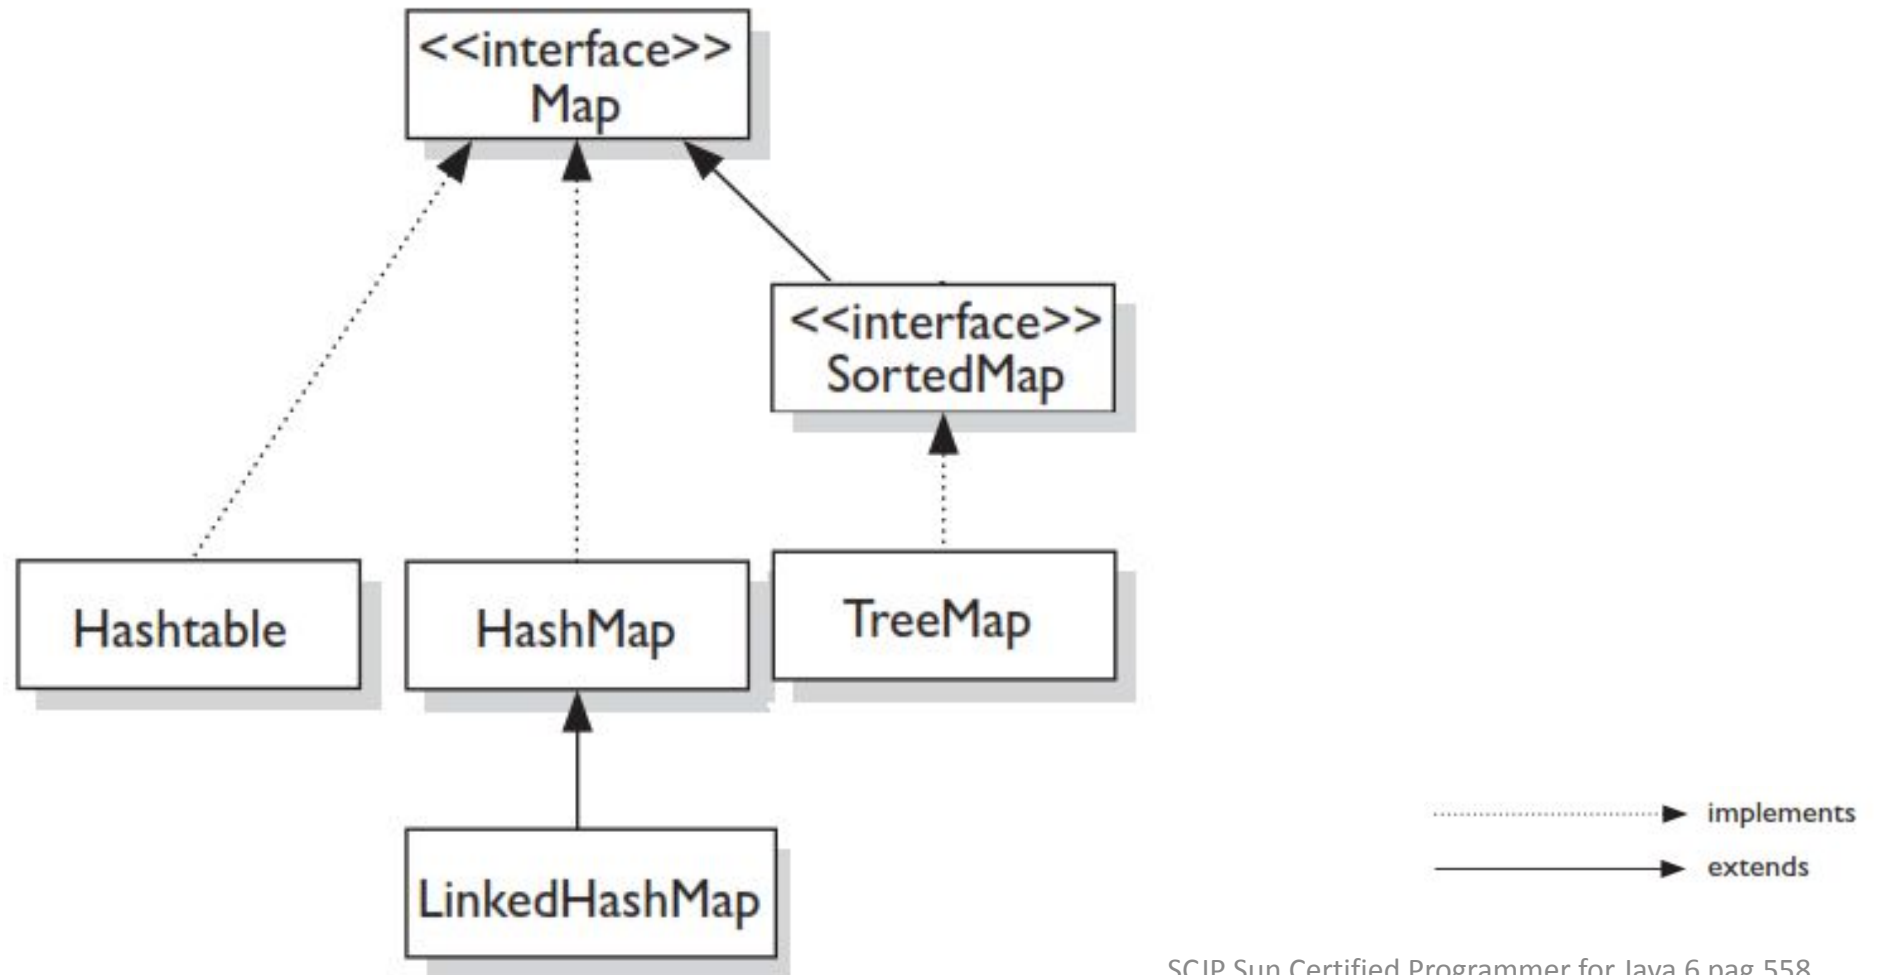 <<interface>>
Map
<<interface>>
SortedMap
Hashtable
HashMap
TreeMap
LinkedHashMap
implements
extends
SCJP Sun Certified Programmer for Java 6 pag 558